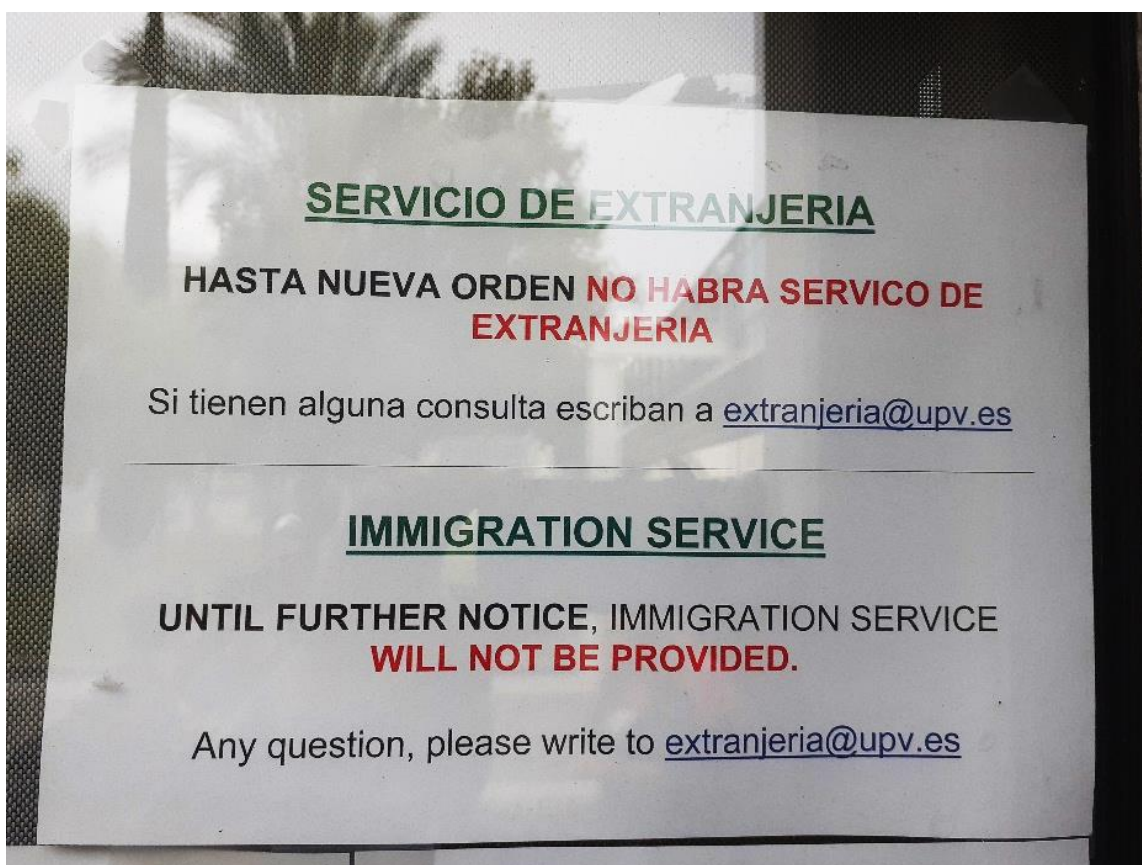 SERVICIO DE EXTRANJERIA
HASTA NUEVA ORDEN NO HABRA SERVICO DE
EXTRANJERIA
Si tienen alguna consulta escriban a extranjeria@upv.es
IMMIGRATION SERVICE
UNTIL FURTHER NOTICE, IMMIGRATION SERVICE
WILL NOT BE PROVIDED.
Any question, please write to extranjeria@upv.es